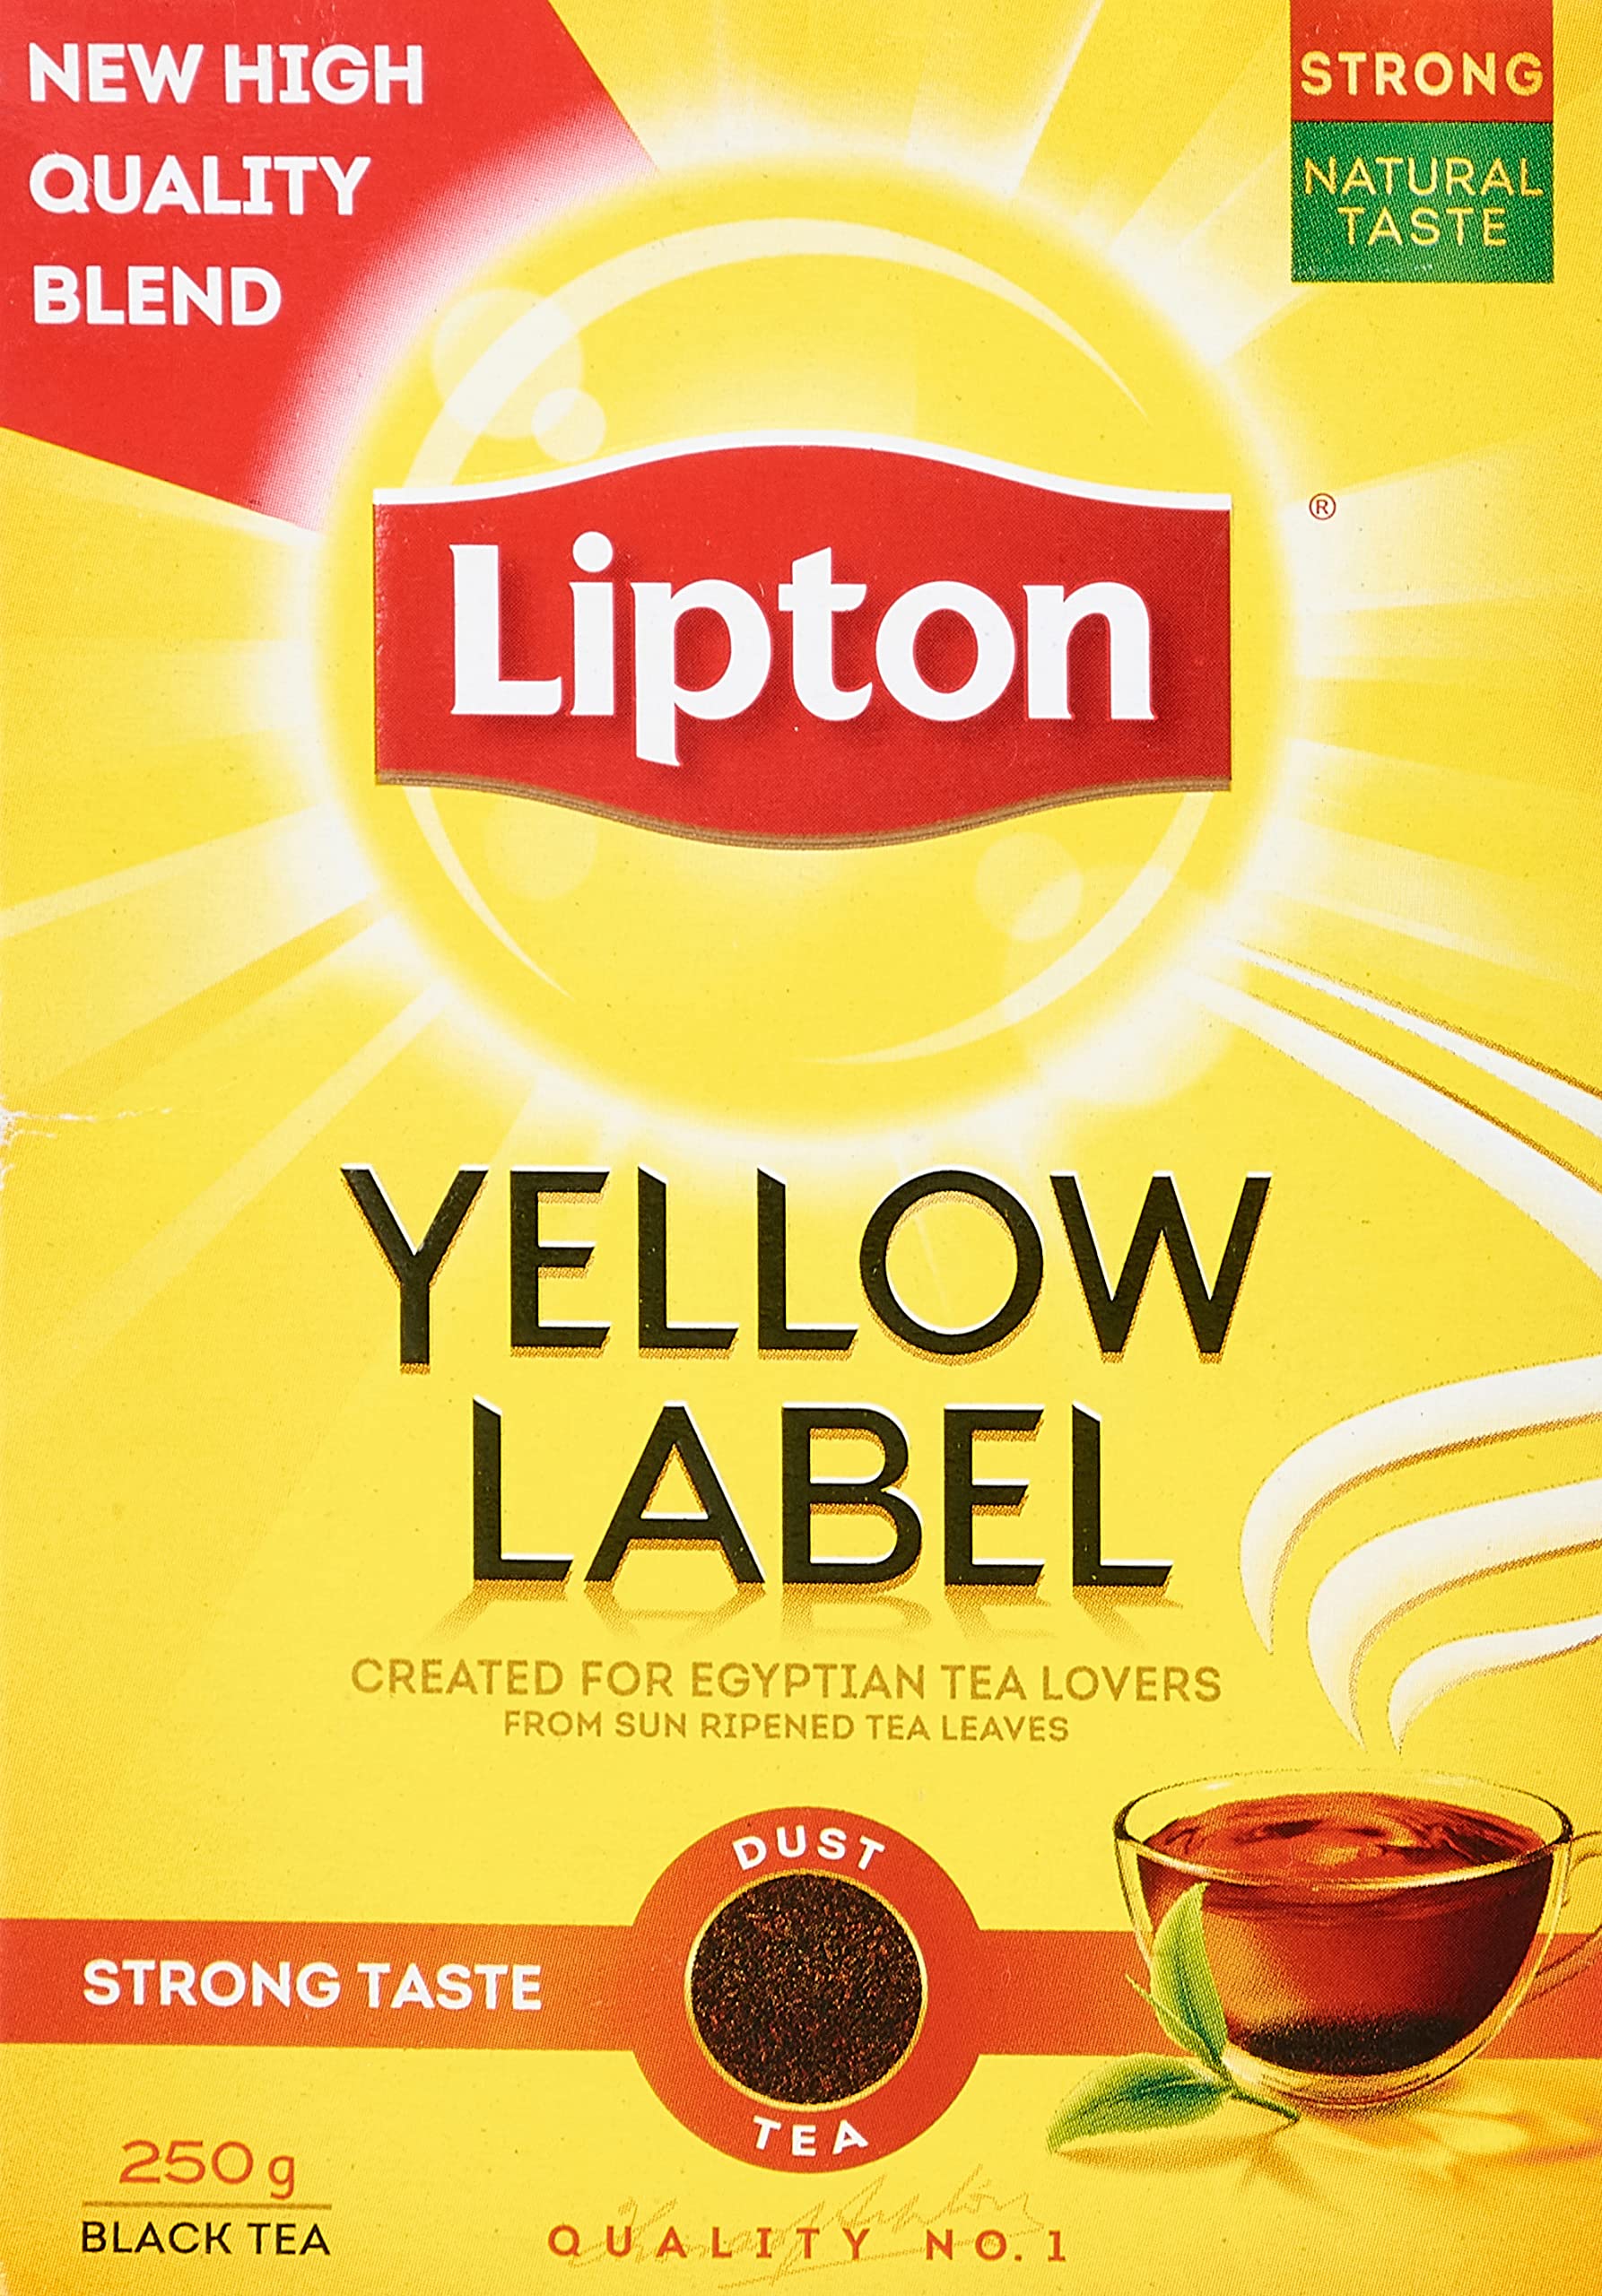 NEW HIGH
QUALITY
BLEND
STRONG
NATURAL
TASTE
Lipton
®
YELLOW
LABEL
CREATED FOR EGYPTIAN TEA LOVERS
FROM SUN RIPENED TEA LEAVES
DUST
TEA
STRONG TASTE
250 g
BLACK TEA
QUALITY NO. 1